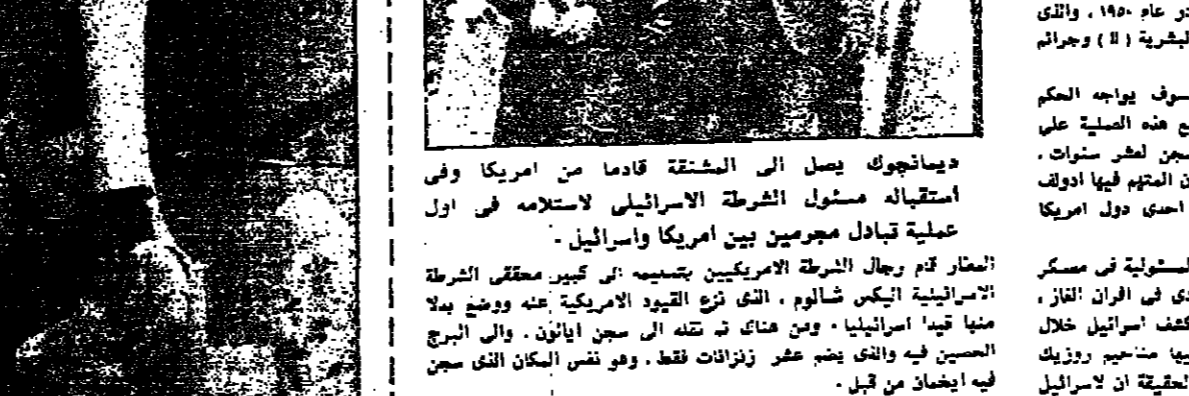 در عام ١٩٥٠ ، والذى
لبشرية ( !! ) وجرائم
سوف يواجه الحكم
ع هذه الصلية على
سجن لعشر سنوات .
ن المتهم فيها ادولف
احدى دول امريكا
لمسئولية فى معسكر
دى فى افران الغاز ،
كشف اسرائيل خلال
يها مناحيم روزيك
لحقيقة ان لاسرائيل
ديمانجوك يصل الى المشنقة قادما من امريكا وفى
استقباله مسئول الشرطة الاسرائيلى لاستلامه فى اول
عملية تبادل مجرمين بين امريكا واسرائيل .
المطار قام رجال الشرطة الامريكيين بتسليمه الى كبير محققى الشرطة
الاسرائيلية اليكس شالوم ، الذى نزع القيود الامريكية عنه ووضع بدلا
منها قيدا اسرائيليا . ومن هناك تم نقله الى سجن ايالون . والى البرج
الحصين فيه والذى يضم عشر زنزانات فقط . وهو نفس المكان الذى سجن
فيه ايخمان من قبل .